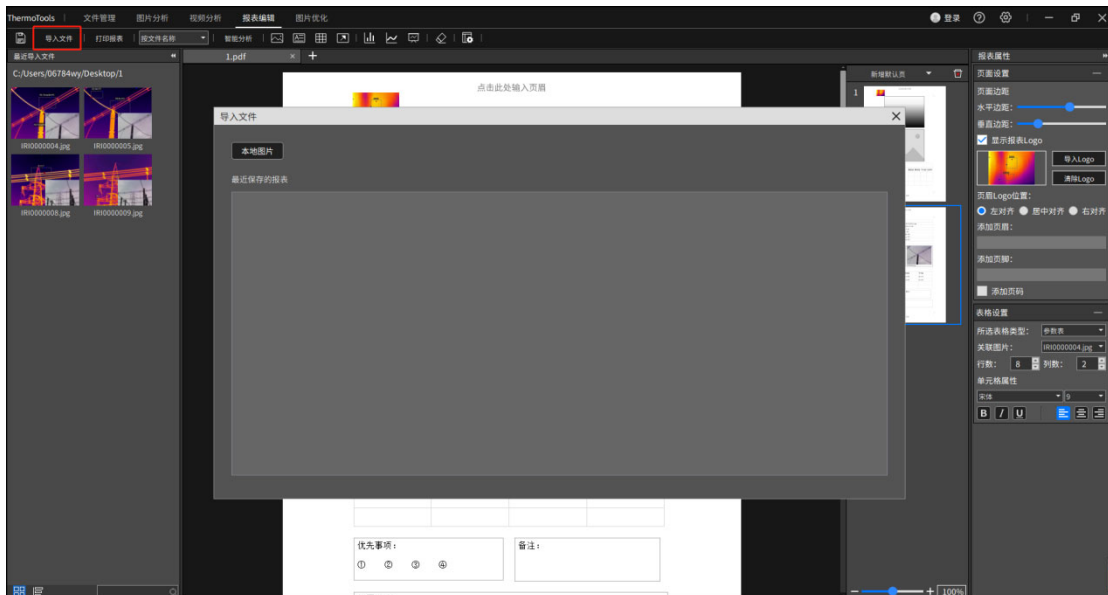 ThermoTools 文件管理 图片分析 视频分析 报表编辑 图片优化 登录
导入文件 打印报表 按文件名称 智能分析
最近导入文件
1.pdf
报表属性
C:/Users/06784wy/Desktop/1
IRI0000004.jpg IRI0000005.jpg
IRI0000008.jpg IRI0000009.jpg
点击此处输入页眉
导入文件
本地图片
最近保存的报表
优先事项：
① ② ③ ④
备注：
新增默认页
1
100%
页面设置
页面边距
水平边距：
垂直边距：
显示报表Logo
导入Logo
清除Logo
页眉Logo位置：
左对齐 居中对齐 右对齐
添加页眉：
添加页脚：
添加页码
表格设置
所选表格类型： 参数表
关联图片： IRI0000004.jpg
行数： 8 列数： 2
单元格属性
宋体 9
B I U